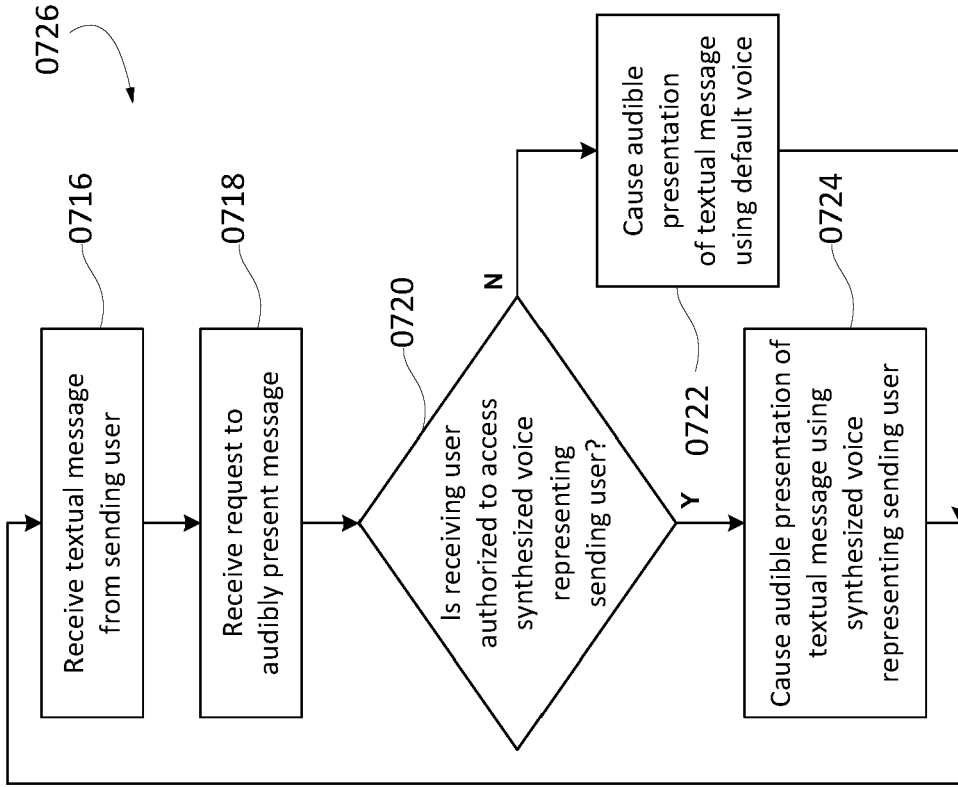 0726
Receive textual message
from sending user
0716
Receive request to
audibly present message
0718
Is receiving user
authorized to access
synthesized voice
representing
sending user?
0720
N
Cause audible
presentation
of textual message
using default voice
0722
Y
Cause audible presentation of
textual message using
synthesized voice
representing sending user
0724